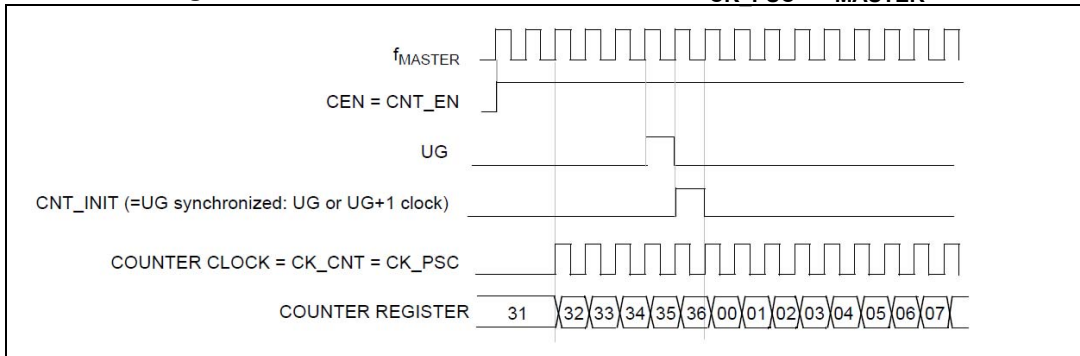 CK_PSC MASTER
fMASTER
CEN = CNT_EN
UG
CNT_INIT (=UG synchronized: UG or UG+1 clock)
COUNTER CLOCK = CK_CNT = CK_PSC
COUNTER REGISTER 31 32 33 34 35 36 00 01 02 03 04 05 06 07